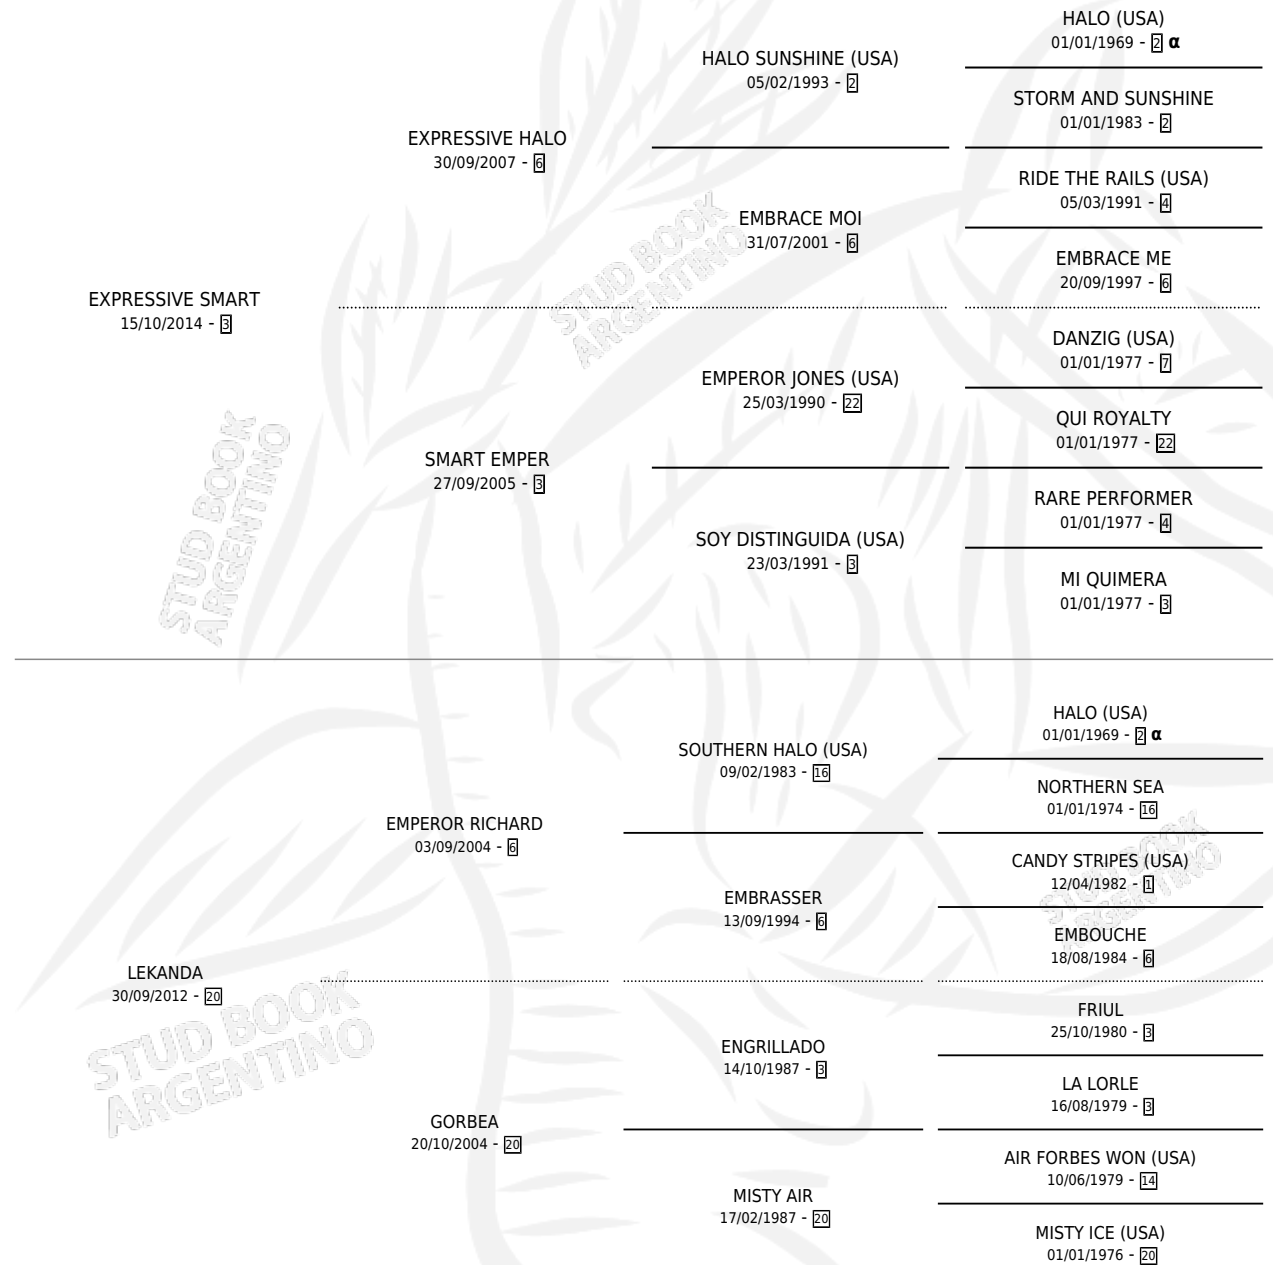 HALO (USA)
01/01/1969 - 2 α
HALO SUNSHINE (USA)
05/02/1993 - 2
STORM AND SUNSHINE
01/01/1983 - 2
EXPRESSIVE HALO
30/09/2007 - 6
RIDE THE RAILS (USA)
05/03/1991 - 4
EMBRACE MOI
31/07/2001 - 6
EMBRACE ME
20/09/1997 - 6
STUD BOOK
ARGENTINO
EXPRESSIVE SMART
15/10/2014 - 3
DANZIG (USA)
01/01/1977 - 7
EMPEROR JONES (USA)
25/03/1990 - 22
QUI ROYALTY
01/01/1977 - 22
SMART EMPER
27/09/2005 - 3
RARE PERFORMER
01/01/1977 - 4
SOY DISTINGUIDA (USA)
23/03/1991 - 3
MI QUIMERA
01/01/1977 - 3
STUD BOOK
ARGENTINO
HALO (USA)
01/01/1969 - 2 α
SOUTHERN HALO (USA)
09/02/1983 - 16
NORTHERN SEA
01/01/1974 - 16
EMPEROR RICHARD
03/09/2004 - 6
CANDY STRIPES (USA)
12/04/1982 - 1
EMBRASSER
13/09/1994 - 6
EMBOUCHE
18/08/1984 - 6
STUD BOOK
ARGENTINO
LEKANDA
30/09/2012 - 20
FRIUL
25/10/1980 - 3
ENGRILLADO
14/10/1987 - 3
LA LORLE
16/08/1979 - 3
STUD BOOK
ARGENTINO
GORBEA
20/10/2004 - 20
AIR FORBES WON (USA)
10/06/1979 - 14
MISTY AIR
17/02/1987 - 20
MISTY ICE (USA)
01/01/1976 - 20